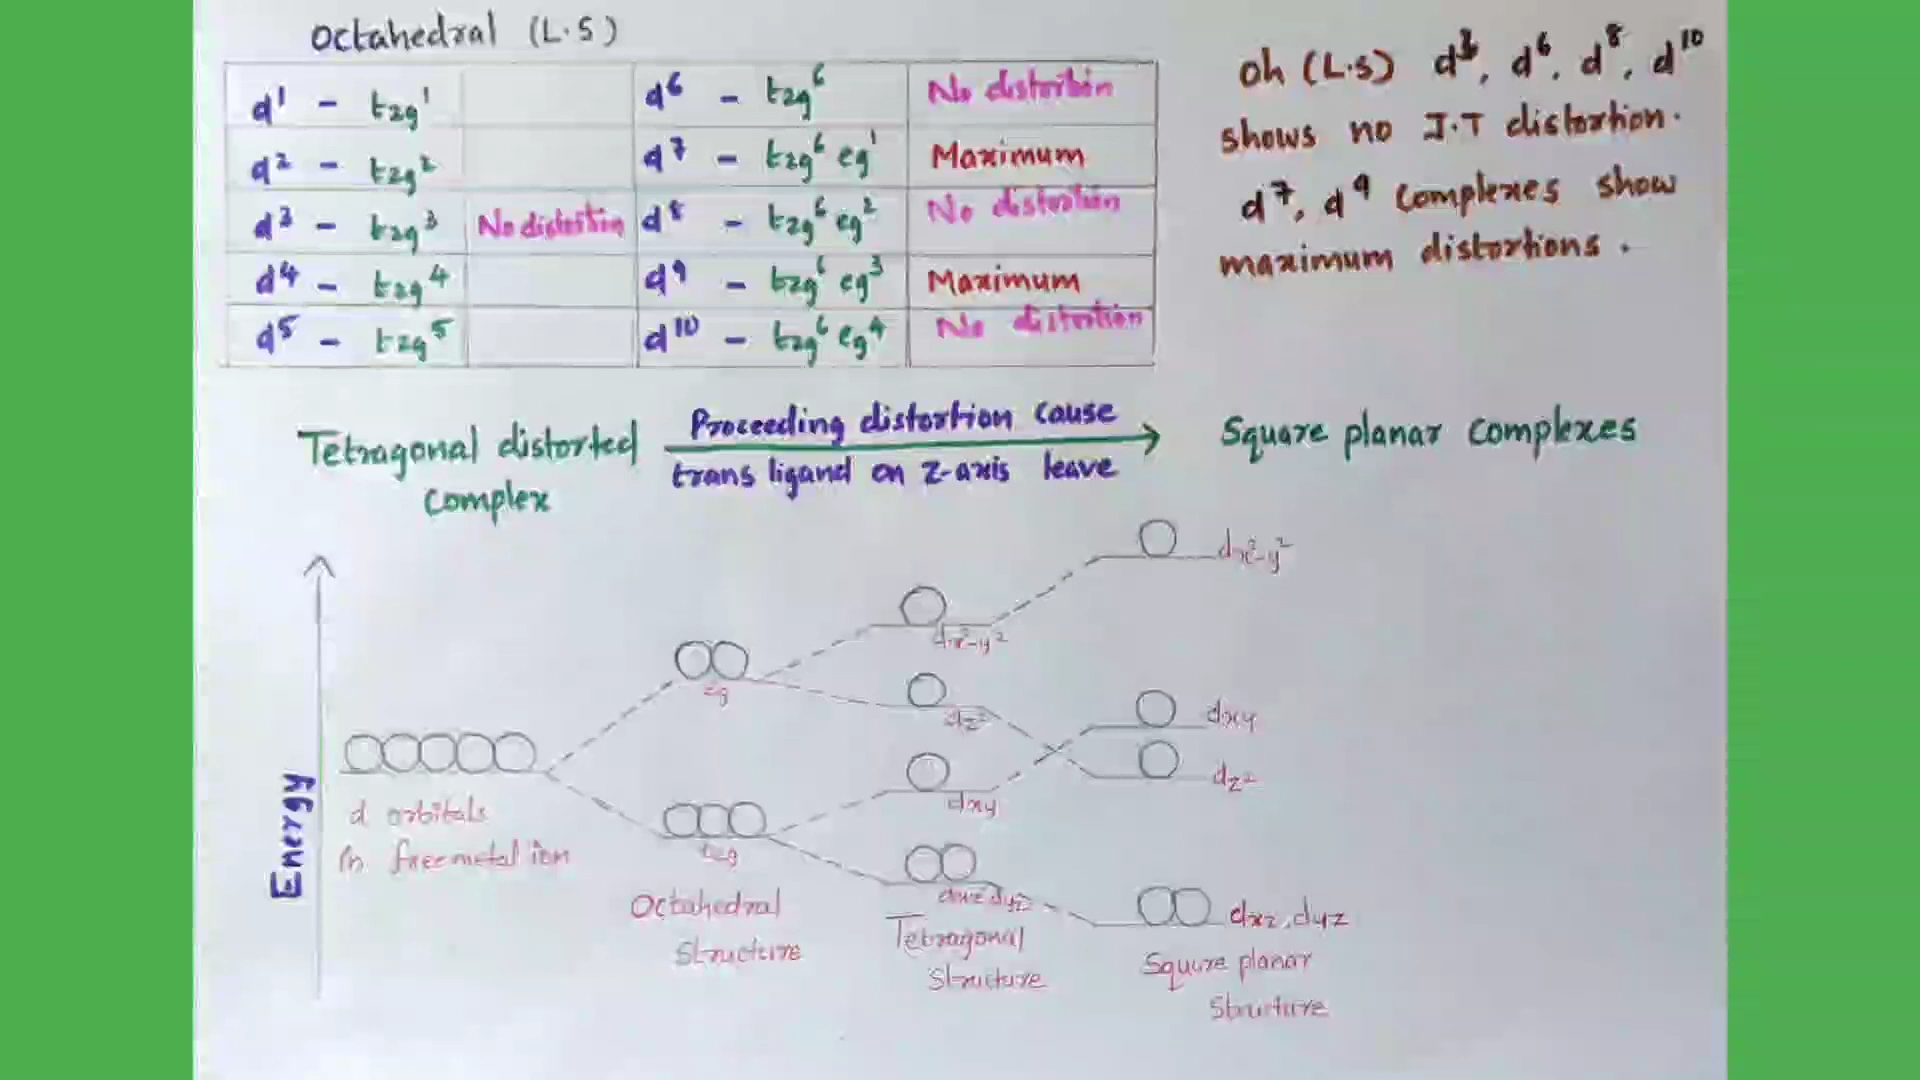 Octahedral (L.S)
d¹ - t2g¹
d⁶ - t2g⁶ No distortion
d² - t2g²
d⁷ - t2g⁶ eg¹ Maximum
d³ - t2g³ No distortion
d⁸ - t2g⁶ eg² No distortion
d⁴ - t2g⁴
d⁹ - t2g⁶ eg³ Maximum
d⁵ - t2g⁵
d¹⁰ - t2g⁶ eg⁴ No distortion
Oh (L.S) d³, d⁶, d⁸, d¹⁰
shows no J.T distortion.
d⁷, d⁹ Complexes show
maximum distortions.
Tetragonal distorted
complex
Proceeding distortion cause
trans ligand on z-axis leave
Square planar complexes
Energy
d orbitals
In free metal ion
eg
t2g
Octahedral
Structure
dx²-y²
dz²
dxy
dxz dyz
Tetragonal
Structure
dx²-y²
dxy
dz²
dxz, dyz
Square planar
Structure